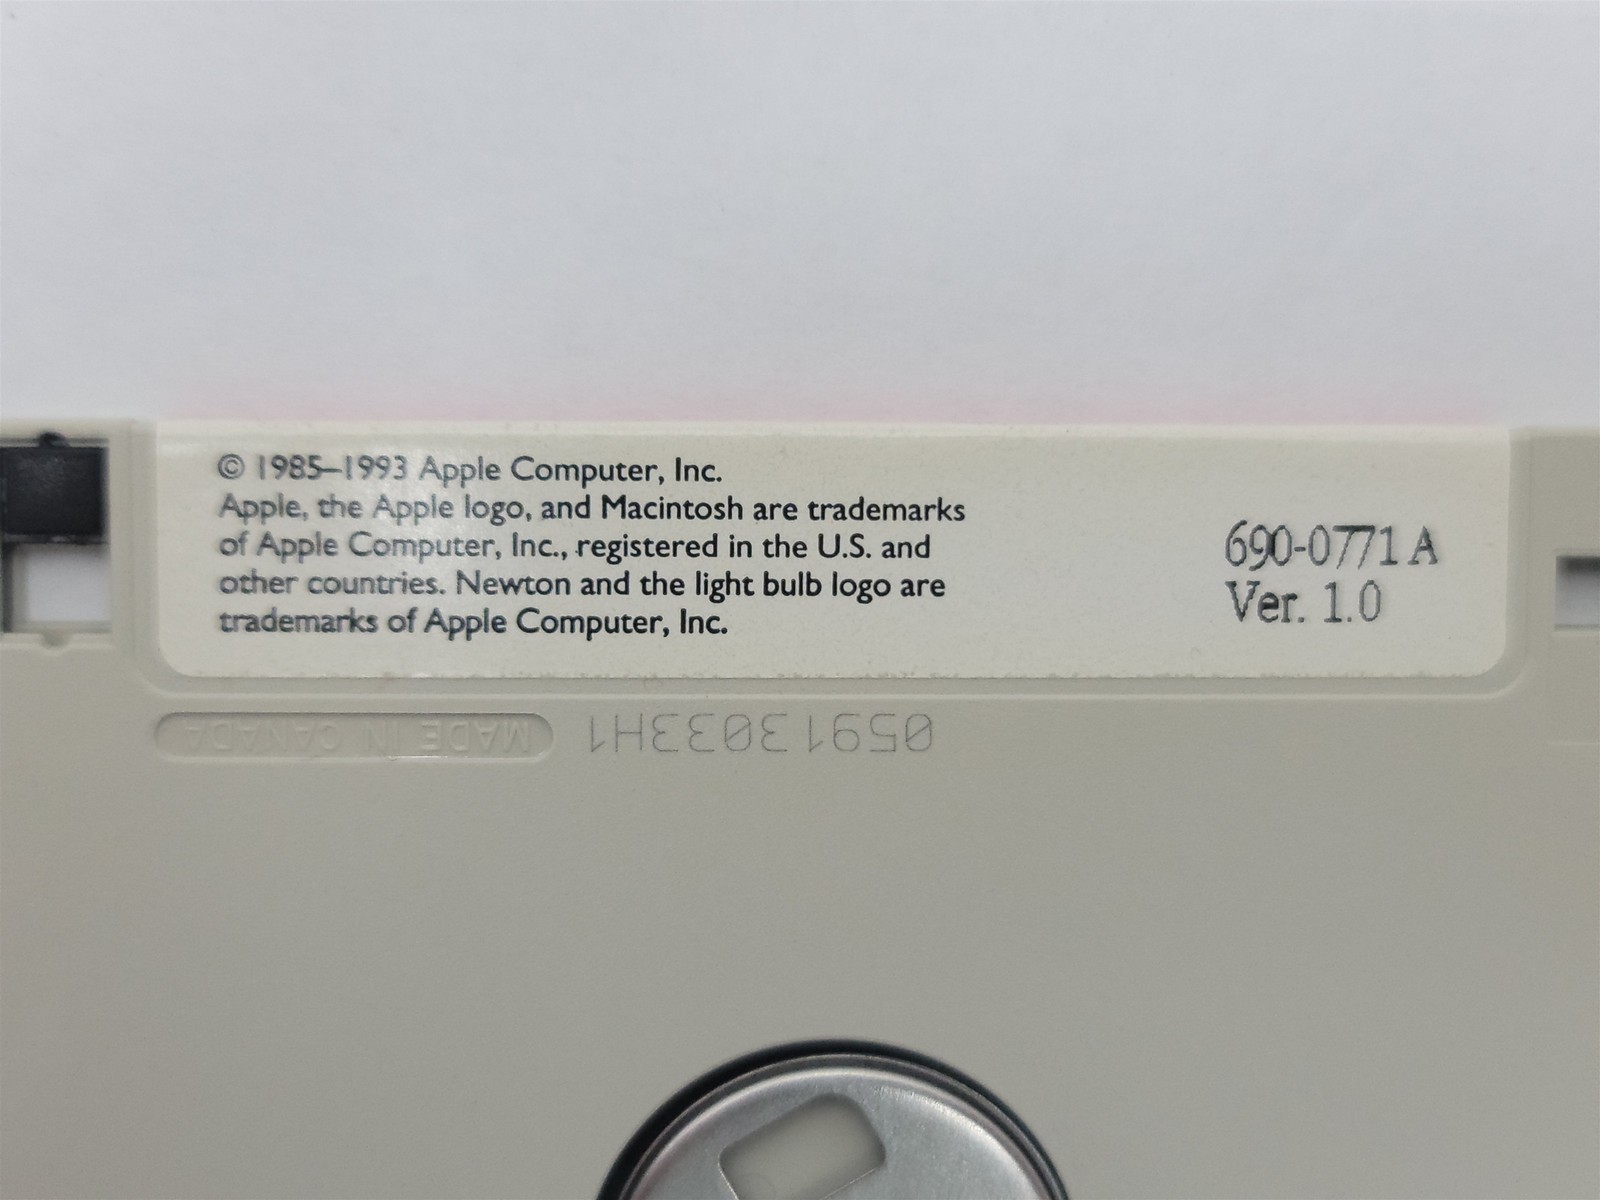 © 1985–1993 Apple Computer, Inc.
Apple, the Apple logo, and Macintosh are trademarks
of Apple Computer, Inc., registered in the U.S. and
other countries. Newton and the light bulb logo are
trademarks of Apple Computer, Inc.
690-0771 A
Ver. 1.0
MADE IN CANADA
05913033H1